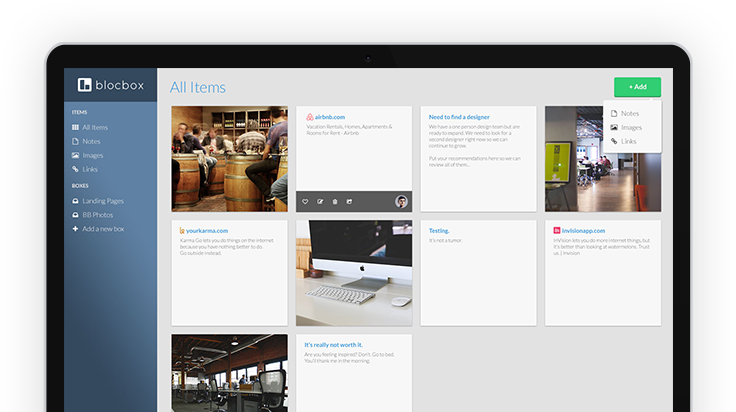 blocbox
All Items
+ Add
ITEMS
All Items
Notes
Images
Links
BOXES
Landing Pages
BB Photos
Add a new box
Notes
Images
Links
airbnb.com
Vacation Rentals, Homes, Apartments &
Rooms for Rent - Airbnb
Need to find a designer
We have a one person design team but are
ready to expand. We need to look for a
second designer right now so we can
continue to grow.
Put your recommendations here so we can
review all of them...
yourkarma.com
Karma Go lets you do things on the internet
because you have nothing better to do.
Go outside instead.
Testing.
It's not a tumor.
invisionapp.com
InVision lets you do more internet things, but
it's better than looking at watermelons. Trust
us. | Invision
It's really not worth it.
Are you feeling inspired? Don't. Go to bed.
You'll thank me in the morning.